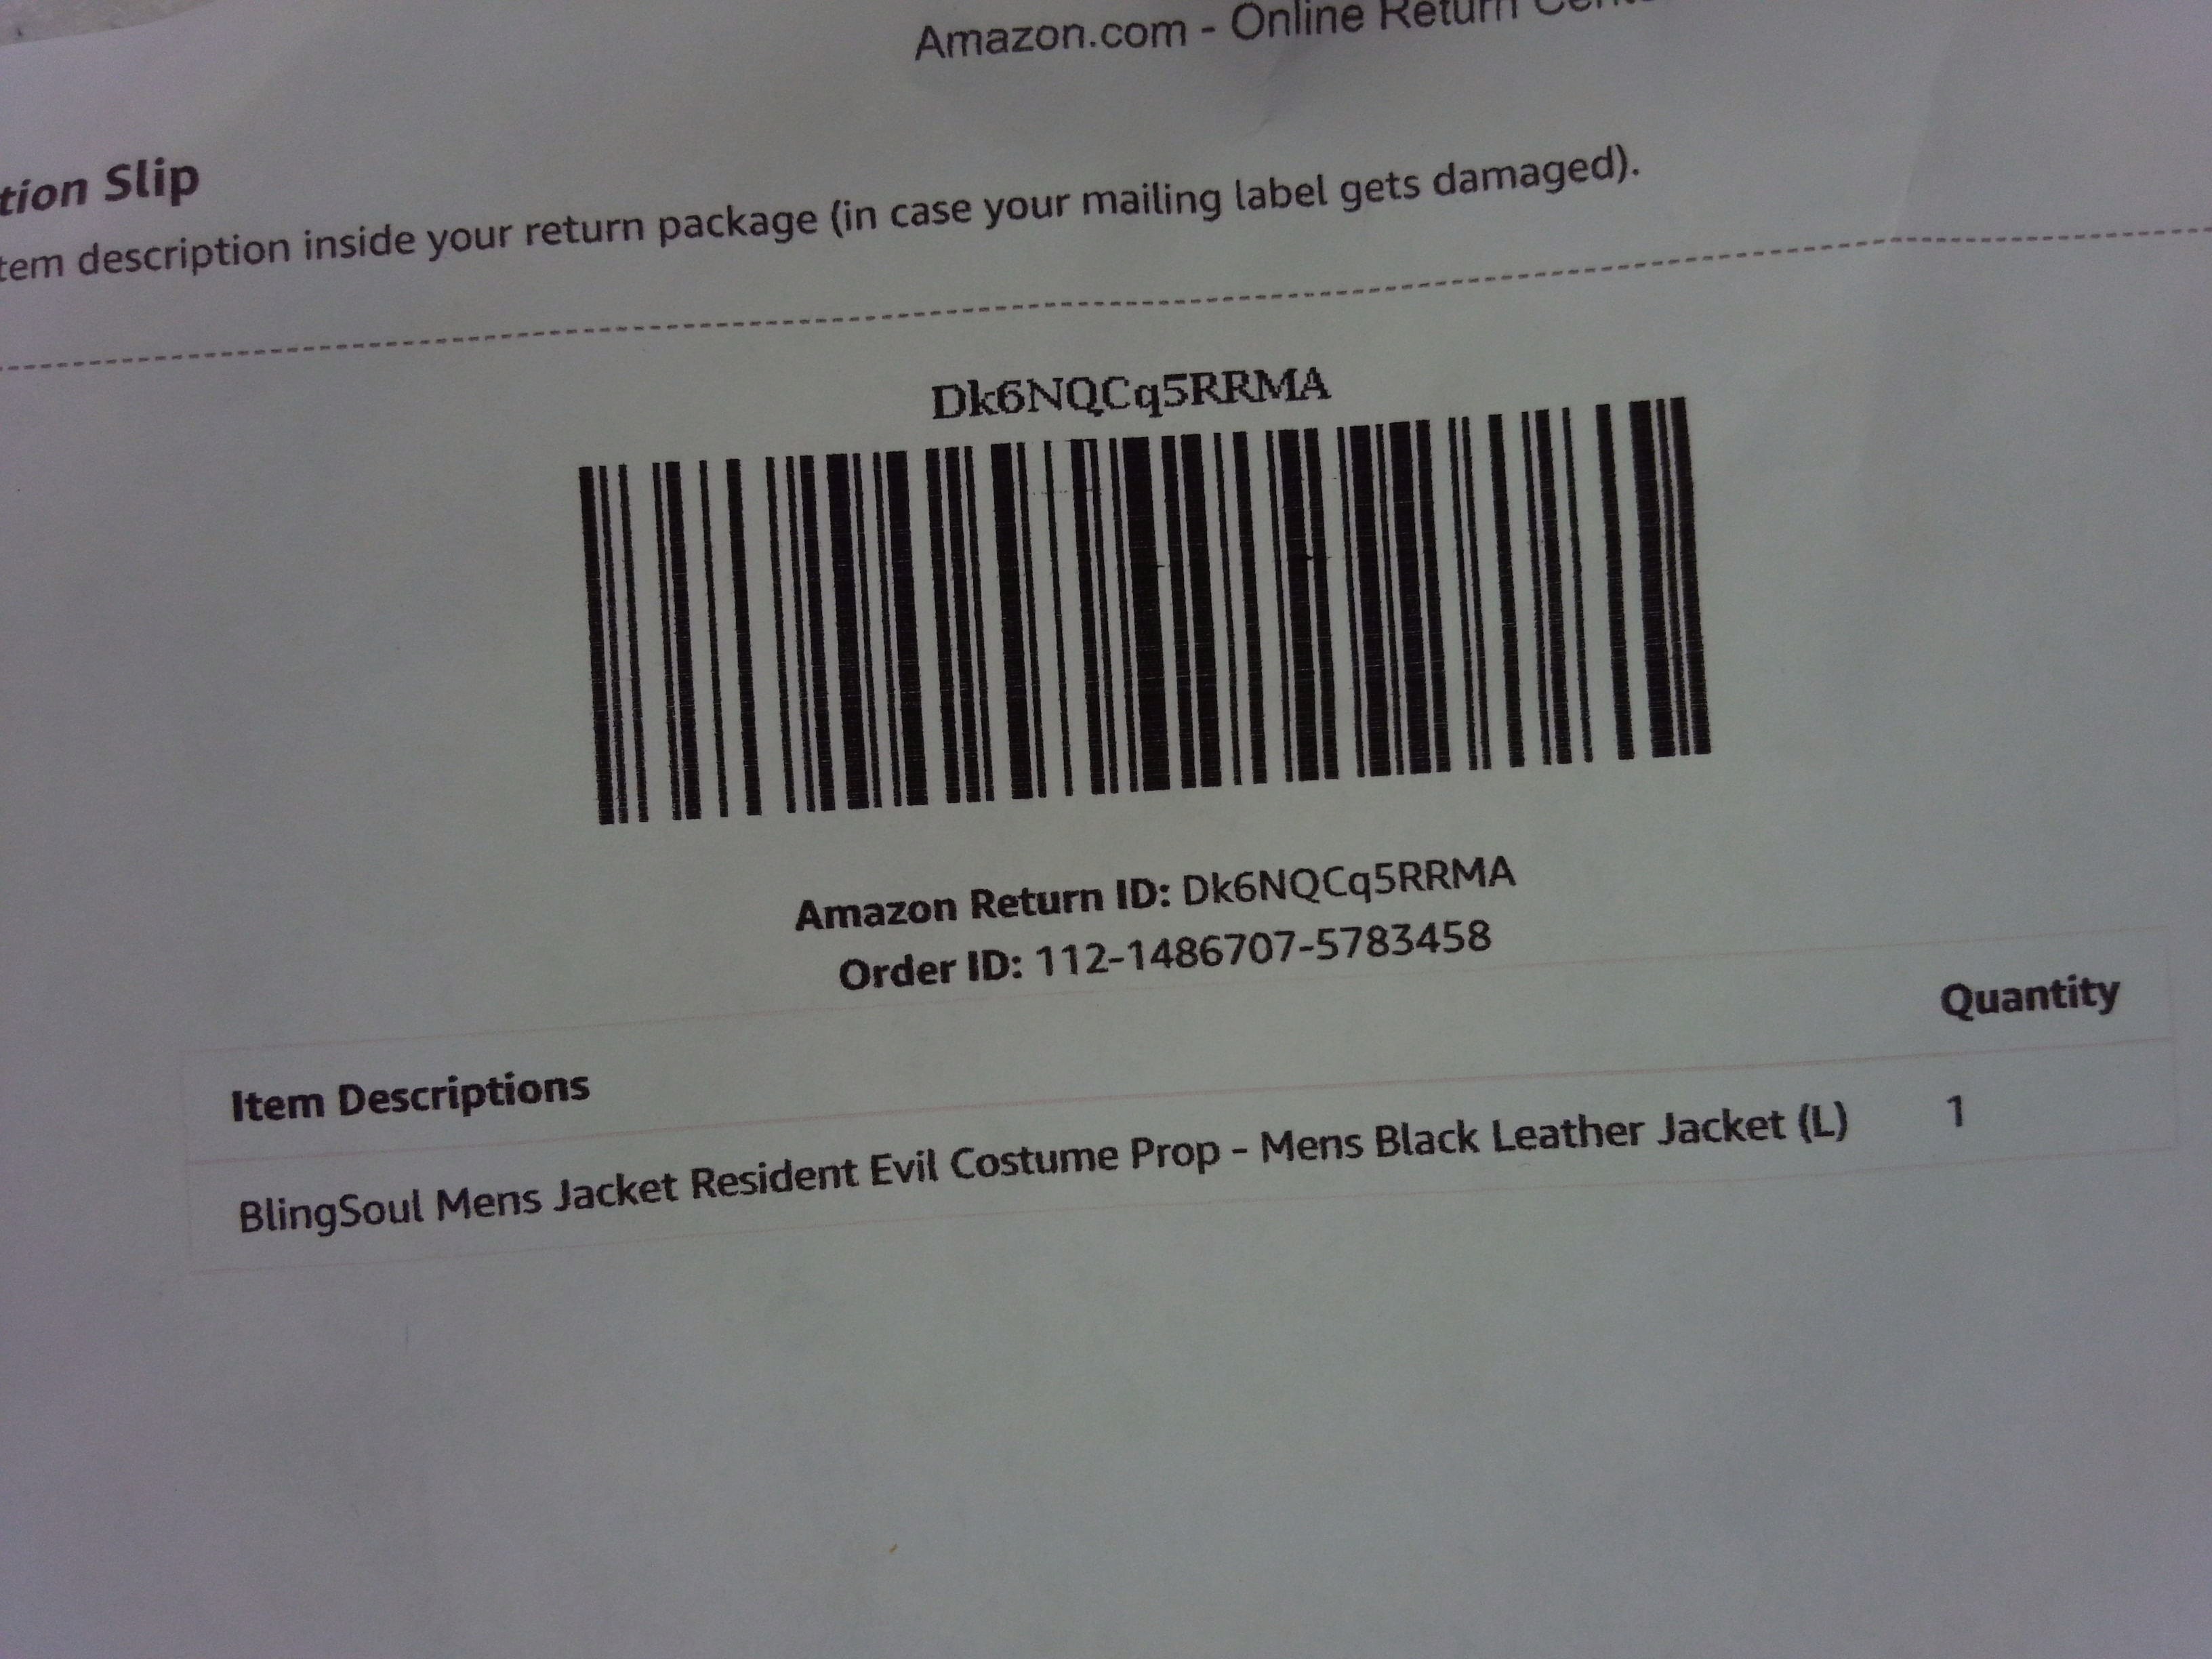 Amazon.com - Online Return
Slip
description inside your return package (in case your mailing label gets damaged).
Dk6NQCq5RRMA
Amazon Return ID: Dk6NQCq5RRMA
Order ID: 112-1486707-5783458
Item Descriptions Quantity
BlingSoul Mens Jacket Resident Evil Costume Prop - Mens Black Leather Jacket (L) 1